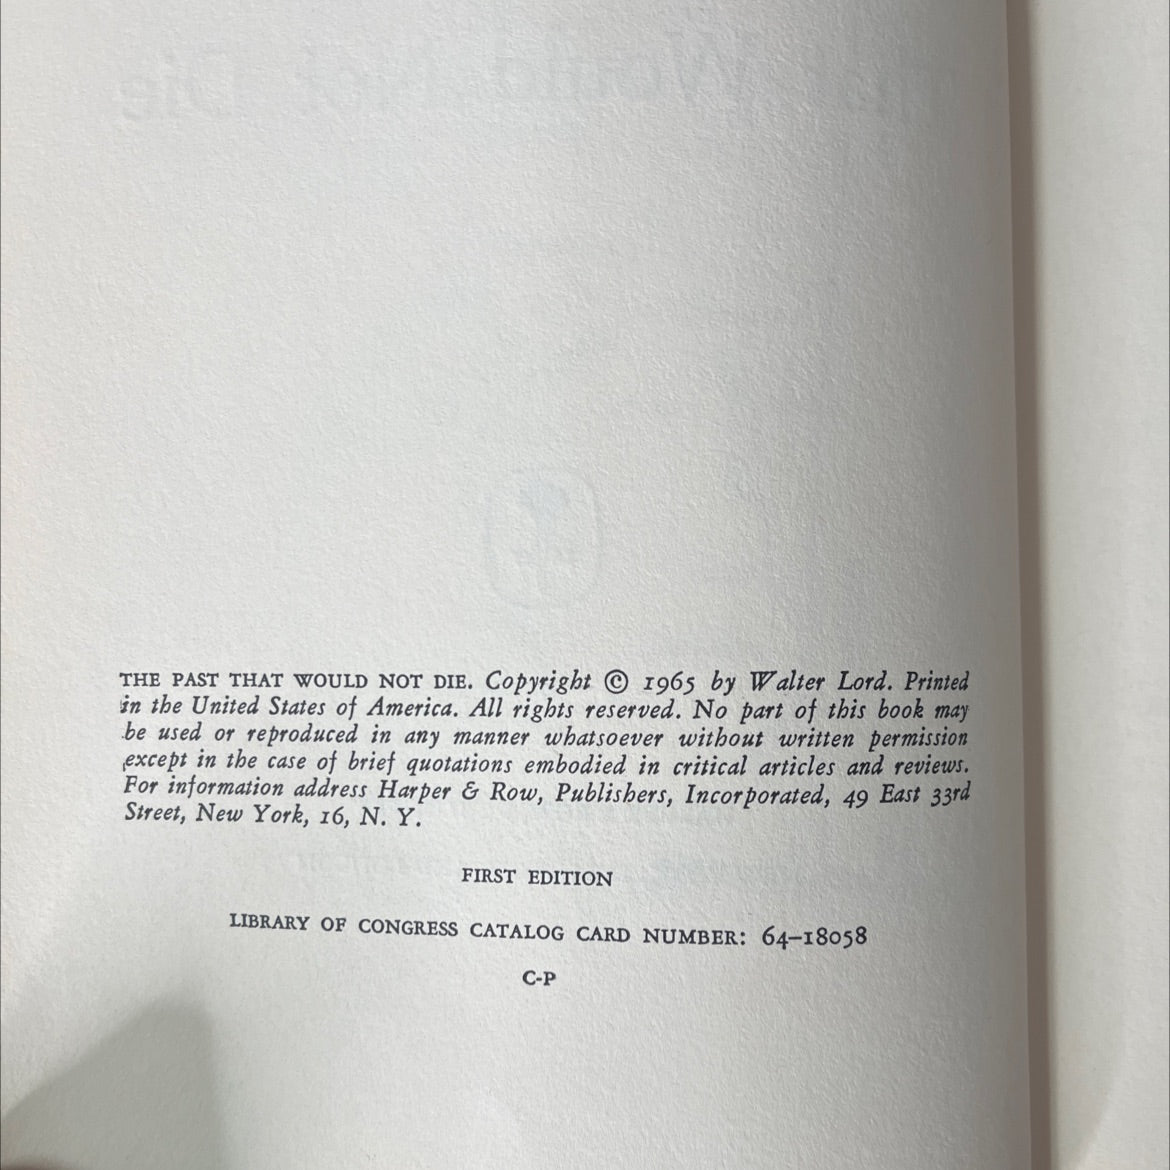 THE PAST THAT WOULD NOT DIE. Copyright © 1965 by Walter Lord. Printed
in the United States of America. All rights reserved. No part of this book may
be used or reproduced in any manner whatsoever without written permission
except in the case of brief quotations embodied in critical articles and reviews.
For information address Harper & Row, Publishers, Incorporated, 49 East 33rd
Street, New York, 16, N. Y.
FIRST EDITION
LIBRARY OF CONGRESS CATALOG CARD NUMBER: 64–18058
C-P